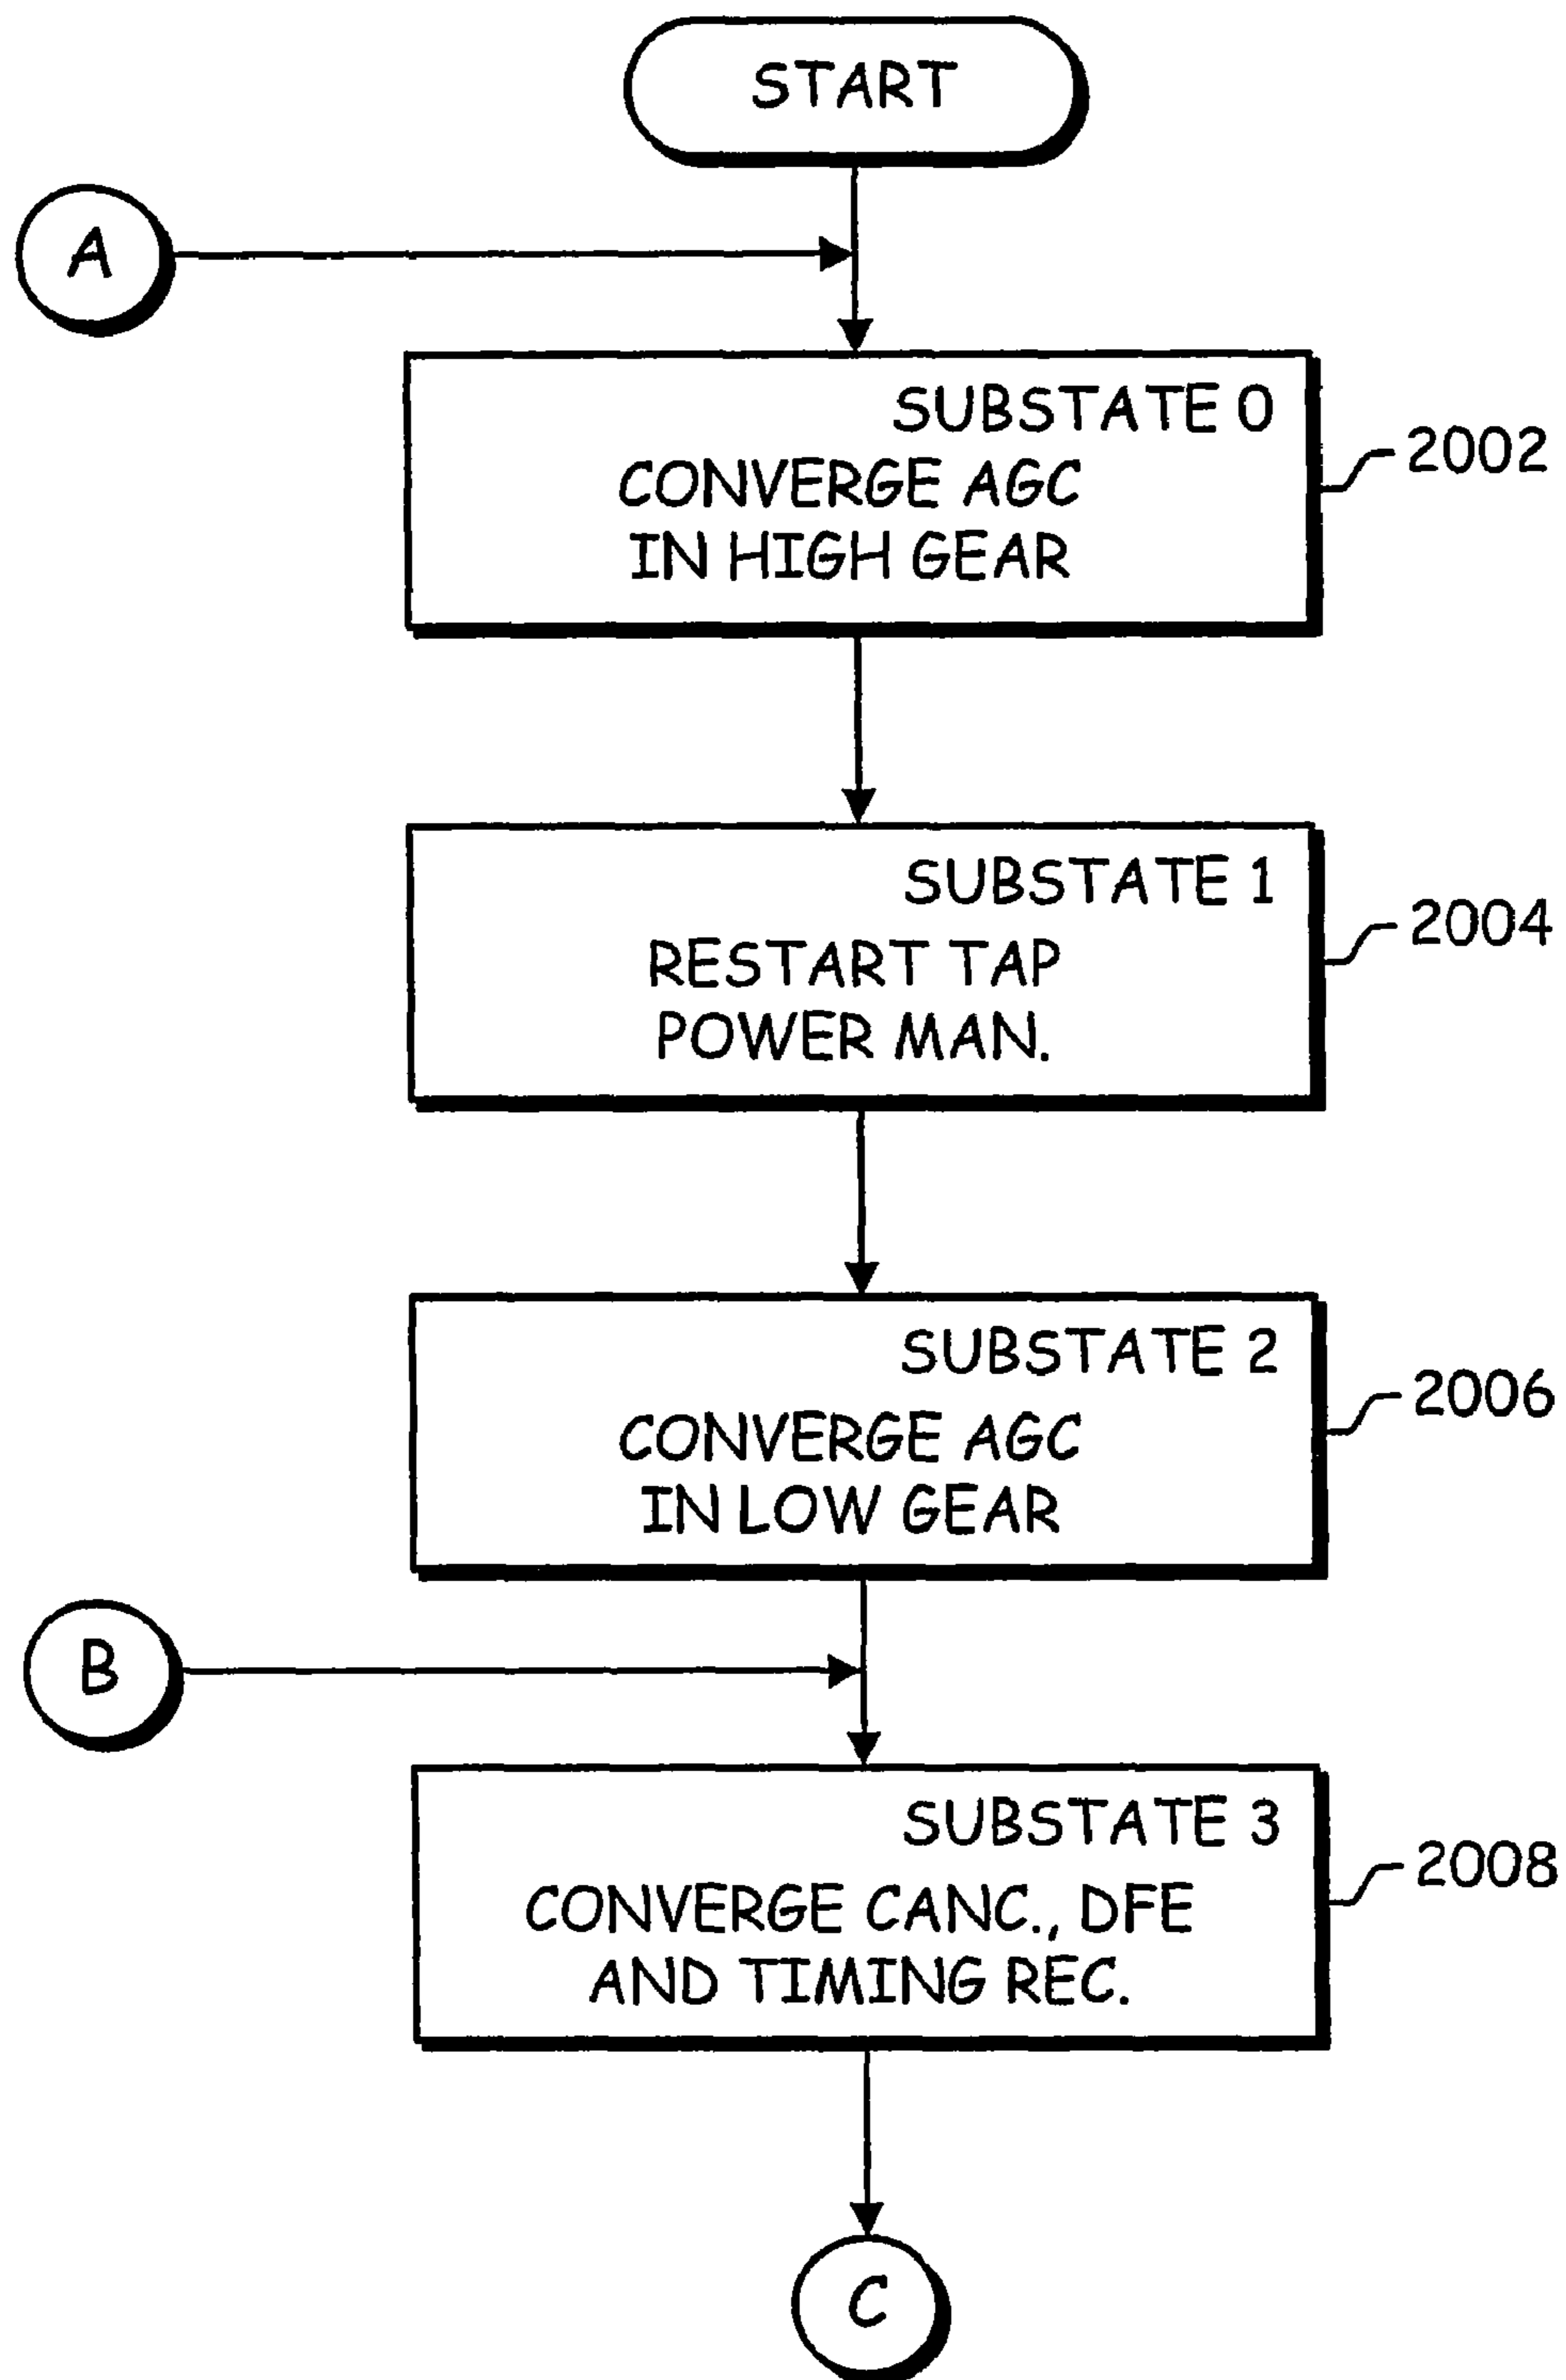 START
A
SUBSTATE 0
CONVERGE AGC
IN HIGH GEAR
2002
SUBSTATE 1
RESTART TAP
POWER MAN.
2004
SUBSTATE 2
CONVERGE AGC
IN LOW GEAR
2006
B
SUBSTATE 3
CONVERGE CANC., DFE
AND TIMING REC.
2008
C